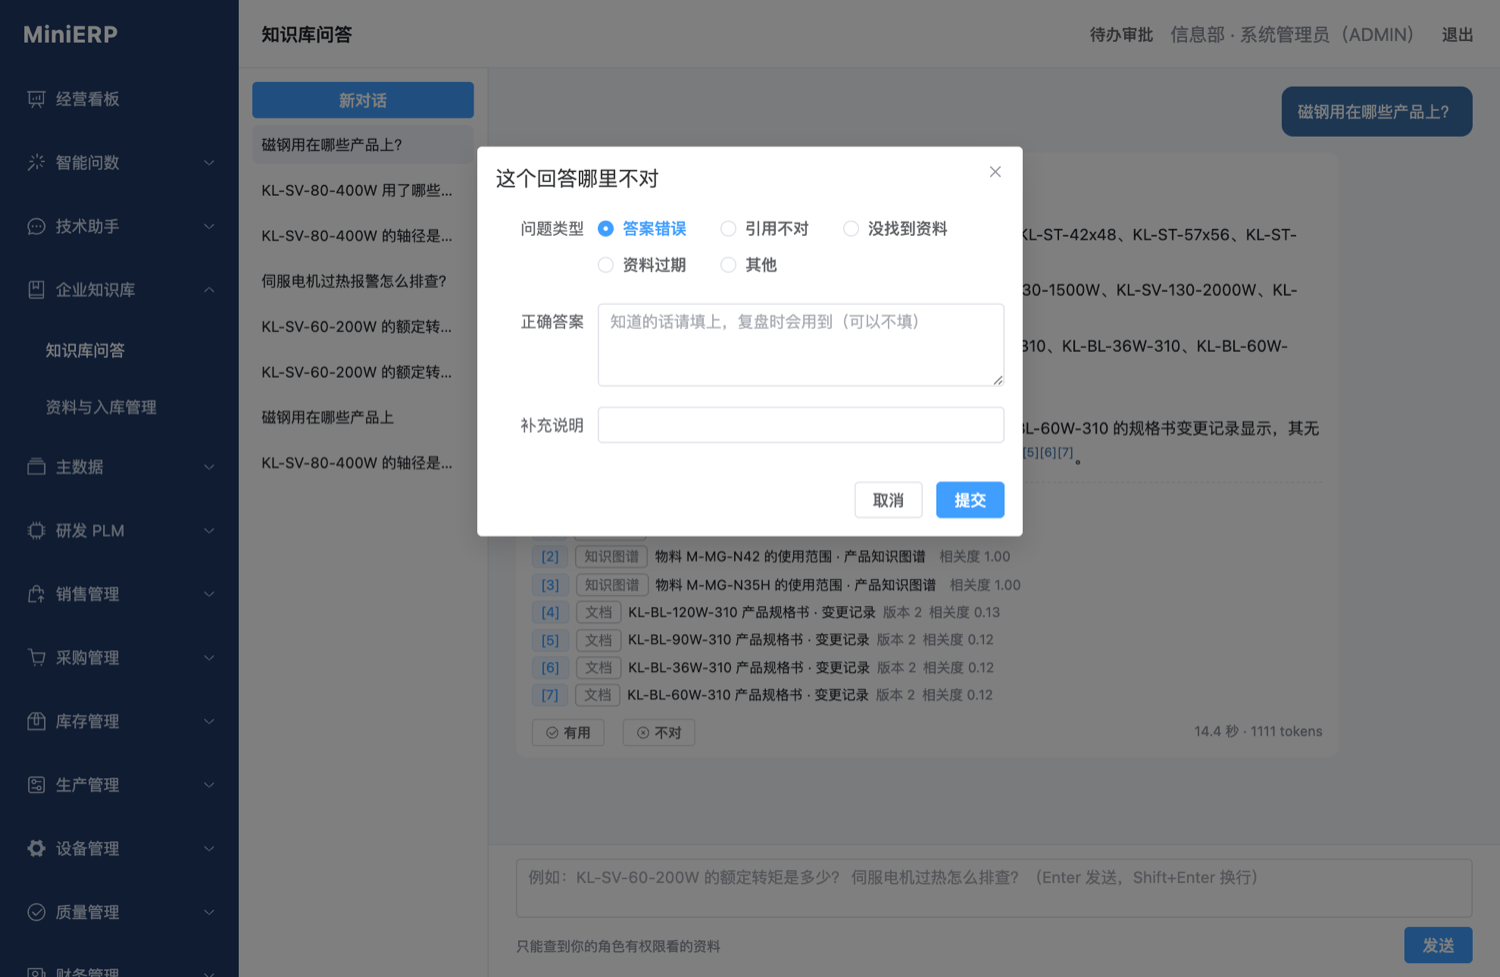 MiniERP
经营看板
智能问数
技术助手
企业知识库
知识库问答
资料与入库管理
主数据
研发 PLM
销售管理
采购管理
库存管理
生产管理
设备管理
质量管理
财务管理
知识库问答
待办审批
信息部 · 系统管理员（ADMIN）
退出
新对话
磁钢用在哪些产品上?
KL-SV-80-400W 用了哪些...
KL-SV-80-400W 的轴径是...
伺服电机过热报警怎么排查?
KL-SV-60-200W 的额定转...
KL-SV-60-200W 的额定转...
磁钢用在哪些产品上
KL-SV-80-400W 的轴径是...
磁钢用在哪些产品上?
KL-ST-42x48、KL-ST-57x56、KL-ST-
30-1500W、KL-SV-130-2000W、KL-
310、KL-BL-36W-310、KL-BL-60W-
BL-60W-310 的规格书变更记录显示，其无
[5][6][7]。
这个回答哪里不对
问题类型
答案错误
引用不对
没找到资料
资料过期
其他
正确答案
知道的话请填上，复盘时会用到（可以不填）
补充说明
取消
提交
[2] 知识图谱 物料 M-MG-N42 的使用范围 · 产品知识图谱 相关度 1.00
[3] 知识图谱 物料 M-MG-N35H 的使用范围 · 产品知识图谱 相关度 1.00
[4] 文档 KL-BL-120W-310 产品规格书 · 变更记录 版本 2 相关度 0.13
[5] 文档 KL-BL-90W-310 产品规格书 · 变更记录 版本 2 相关度 0.12
[6] 文档 KL-BL-36W-310 产品规格书 · 变更记录 版本 2 相关度 0.12
[7] 文档 KL-BL-60W-310 产品规格书 · 变更记录 版本 2 相关度 0.12
有用
不对
14.4 秒 · 1111 tokens
例如：KL-SV-60-200W 的额定转矩是多少? 伺服电机过热怎么排查? （Enter 发送，Shift+Enter 换行）
只能查到你的角色有权限看的资料
发送